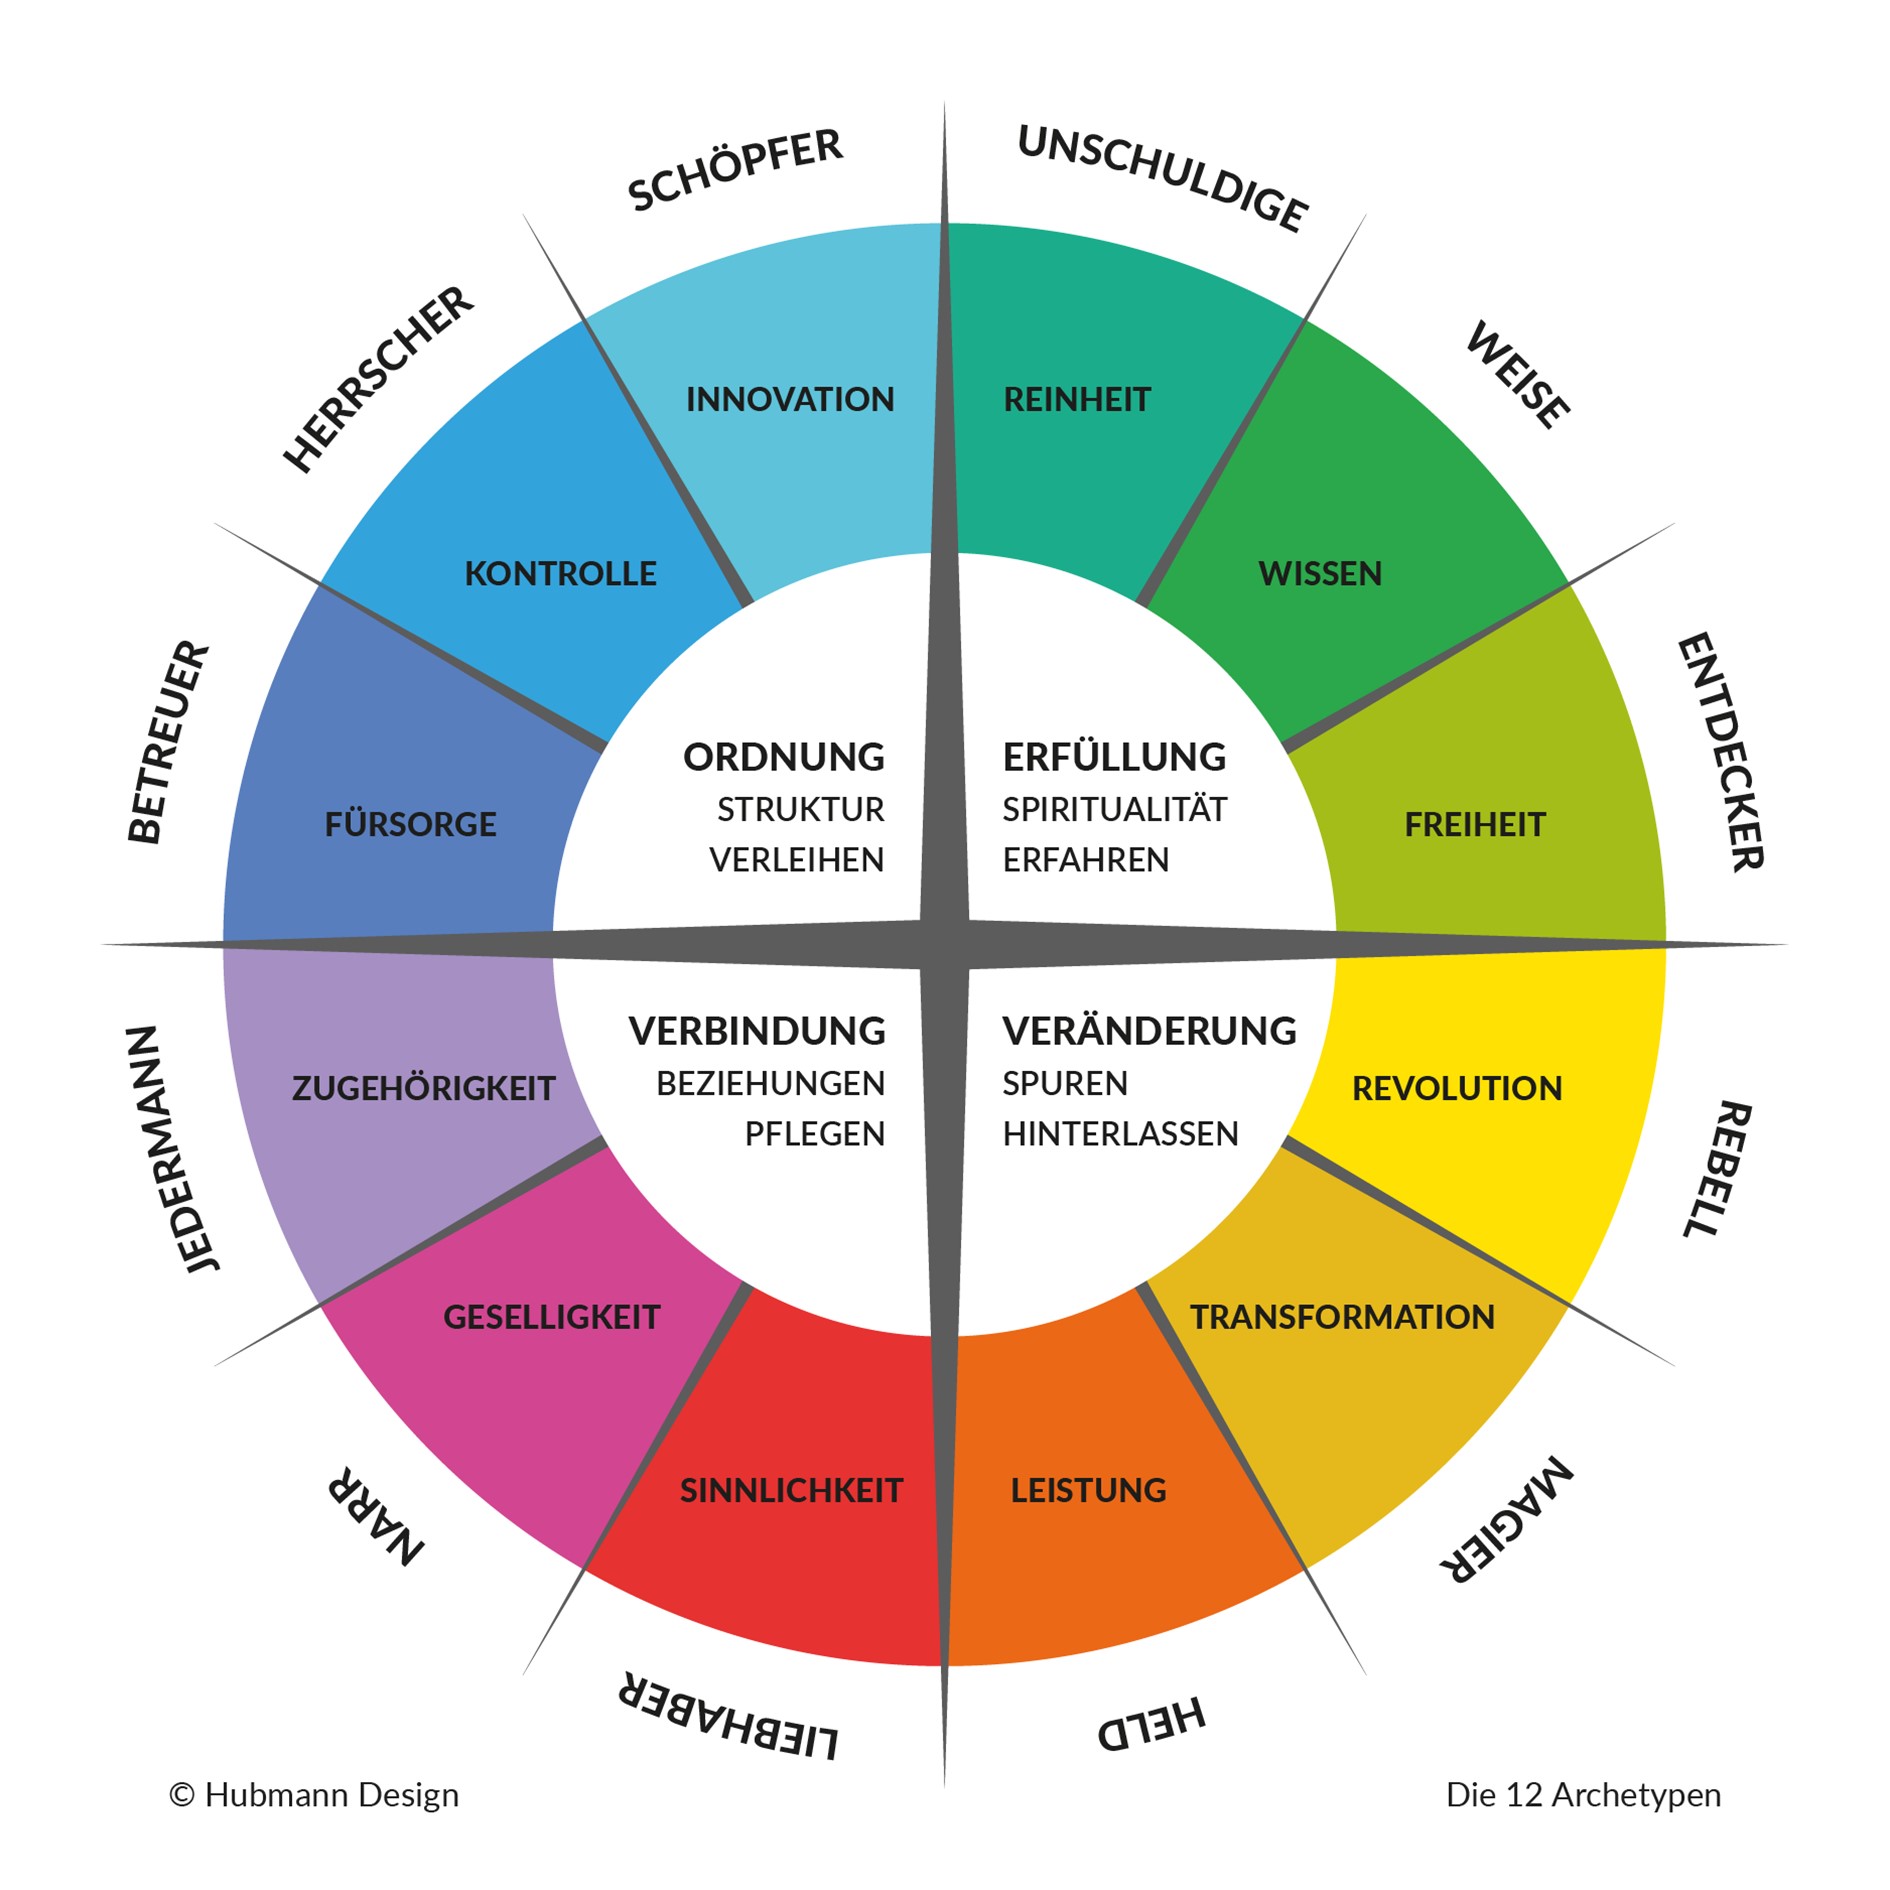 SCHÖPFER
UNSCHULDIGE
HERRSCHER
WEISE
INNOVATION
REINHEIT
KONTROLLE
WISSEN
BETREUER
ENTDECKER
FÜRSORGE
FREIHEIT
ORDNUNG
STRUKTUR
VERLEIHEN
ERFÜLLUNG
SPIRITUALITÄT
ERFAHREN
VERBINDUNG
BEZIEHUNGEN
PFLEGEN
VERÄNDERUNG
SPUREN
HINTERLASSEN
JEDERMANN
ZUGEHÖRIGKEIT
REVOLUTION
REBELL
GESELLIGKEIT
TRANSFORMATION
NARR
SINNLICHKEIT
LEISTUNG
MAGIER
LIEBHABER
HELD
© Hubmann Design
Die 12 Archetypen